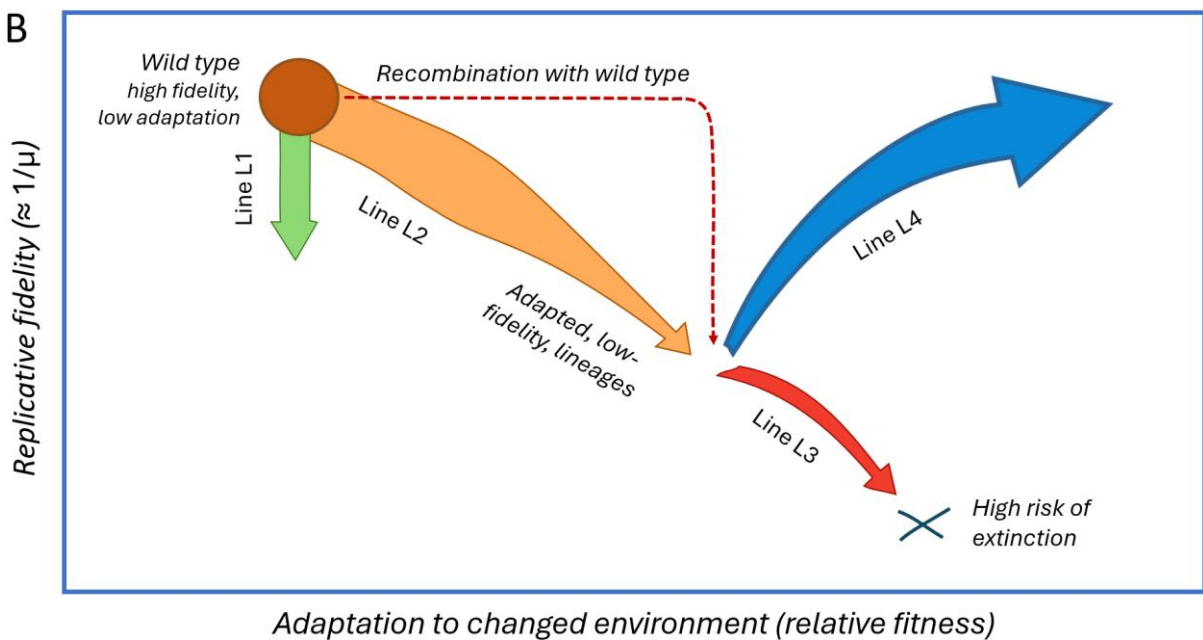 B
Wild type
high fidelity,
low adaptation
Recombination with wild type
Line L1
Line L2
Line L4
Adapted, low-
fidelity, lineages
Line L3
High risk of
extinction
Replicative fidelity (≈ 1/μ)
Adaptation to changed environment (relative fitness)